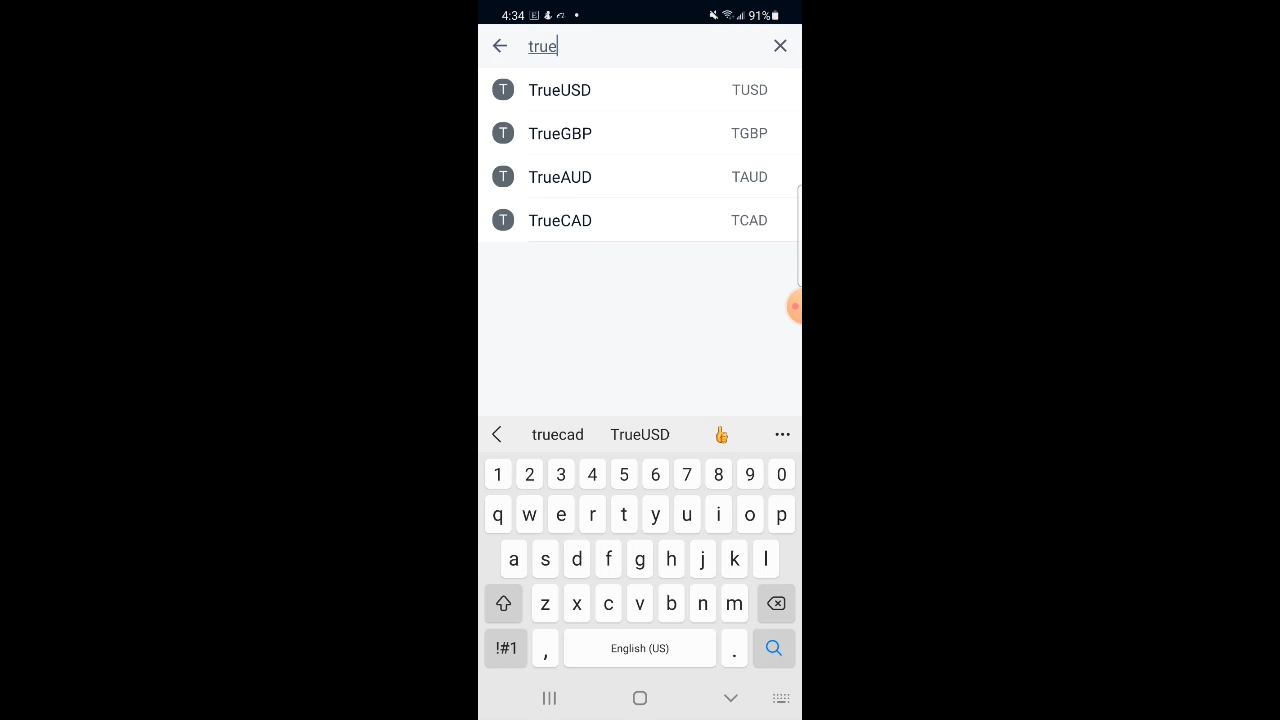 4:34 91%
true
T TrueUSD TUSD
T TrueGBP TGBP
T TrueAUD TAUD
T TrueCAD TCAD
truecad TrueUSD
1 2 3 4 5 6 7 8 9 0
q w e r t y u i o p
a s d f g h j k l
z x c v b n m
!#1 , English (US) .